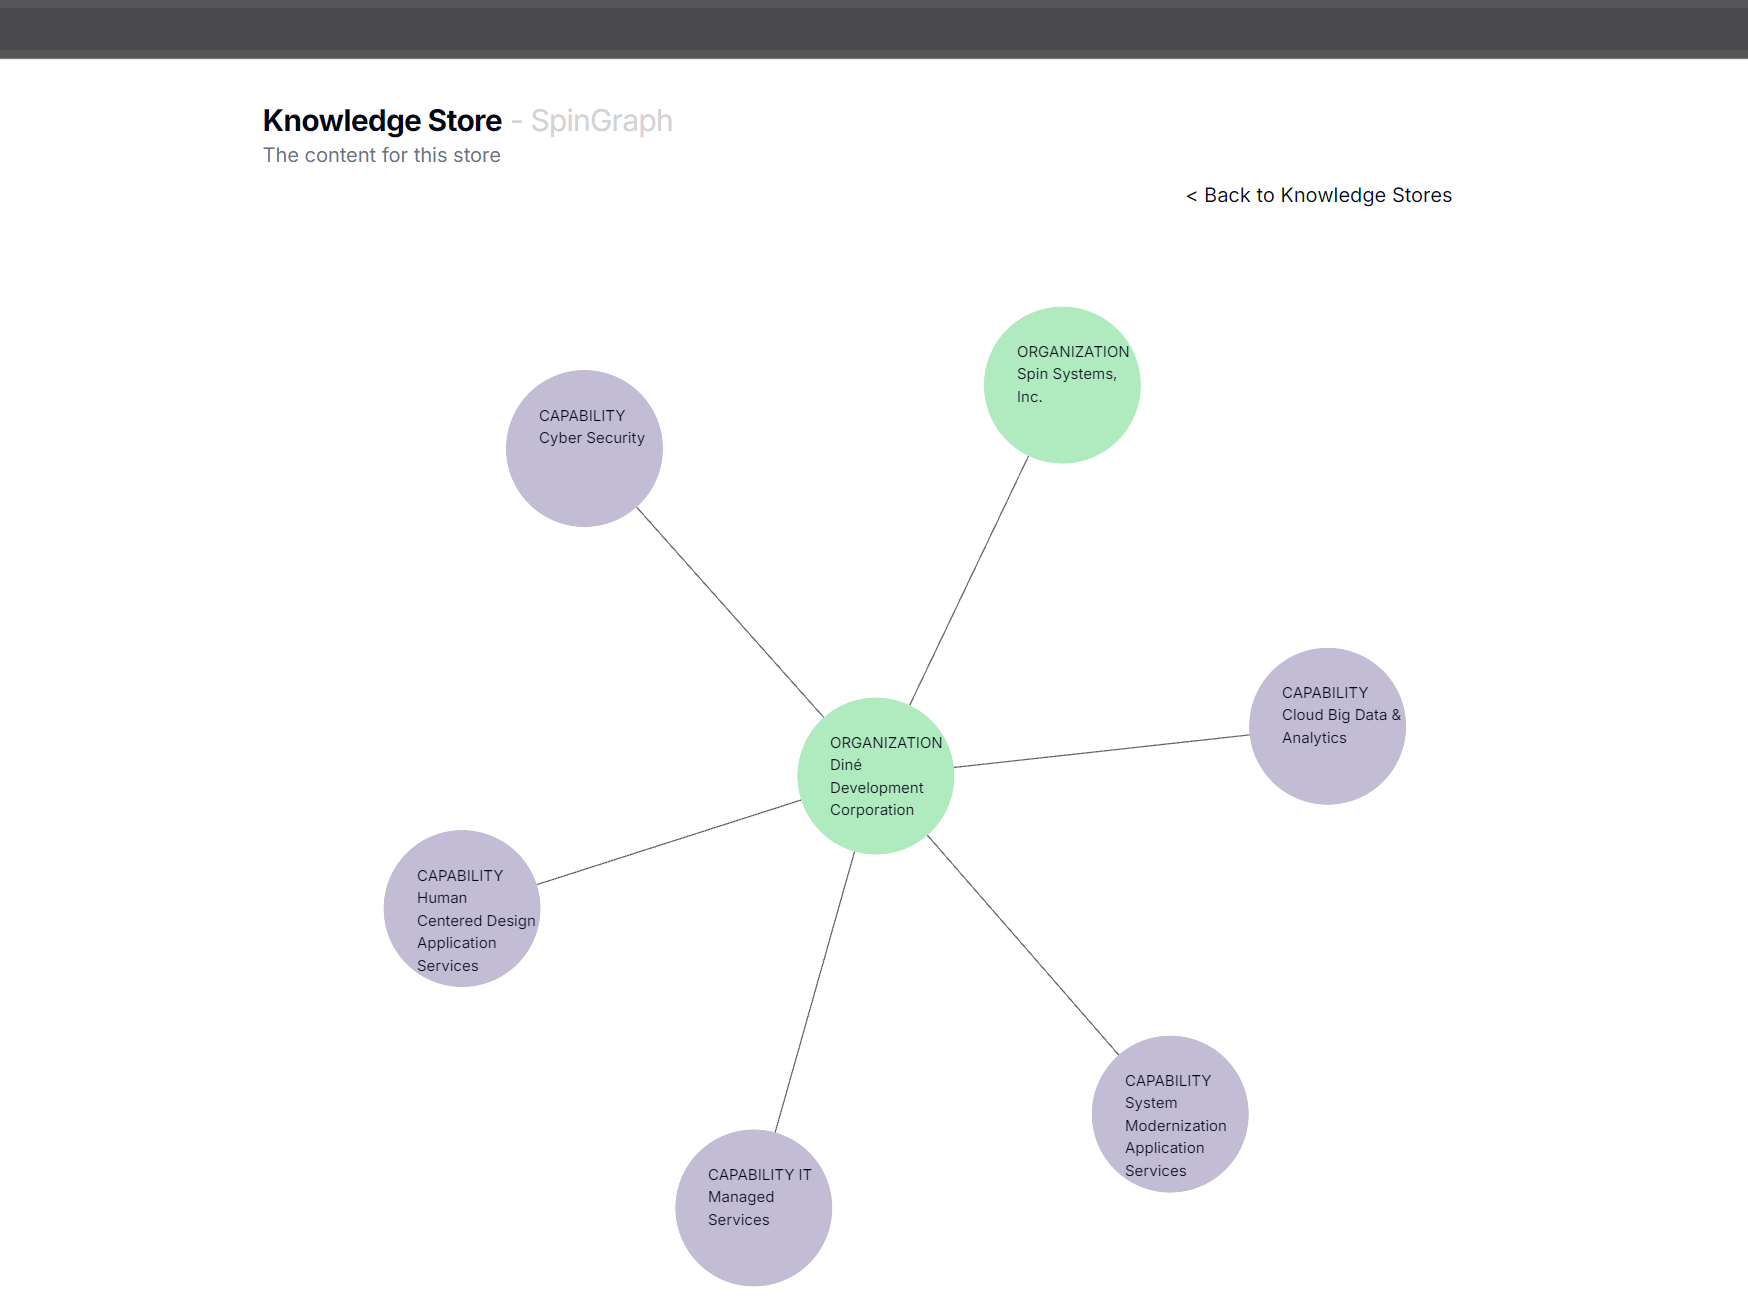 Knowledge Store - SpinGraph
The content for this store
< Back to Knowledge Stores
ORGANIZATION
Spin Systems,
Inc.
CAPABILITY
Cyber Security
CAPABILITY
Cloud Big Data &
Analytics
ORGANIZATION
Diné
Development
Corporation
CAPABILITY
Human
Centered Design
Application
Services
CAPABILITY
System
Modernization
Application
Services
CAPABILITY IT
Managed
Services